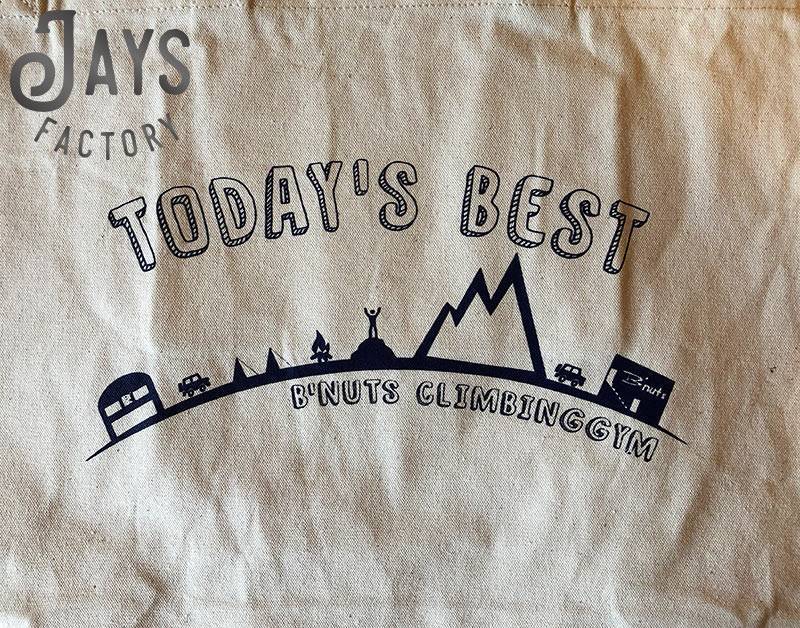 JAYS
FACTORY
TODAY'S BEST
B'nuts
B'NUTS CLIMBINGGYM